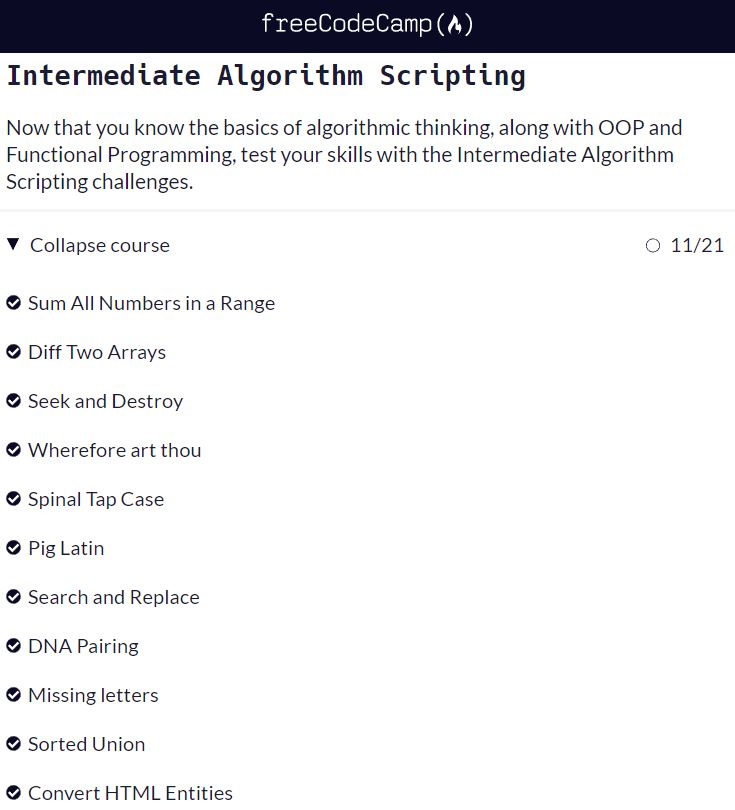 freeCodeCamp(🔥)
Intermediate Algorithm Scripting
Now that you know the basics of algorithmic thinking, along with OOP and
Functional Programming, test your skills with the Intermediate Algorithm
Scripting challenges.
Collapse course 11/21
Sum All Numbers in a Range
Diff Two Arrays
Seek and Destroy
Wherefore art thou
Spinal Tap Case
Pig Latin
Search and Replace
DNA Pairing
Missing letters
Sorted Union
Convert HTML Entities